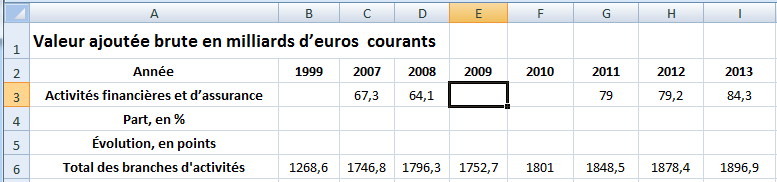 A B C D E F G H I
1 Valeur ajoutée brute en milliards d’euros courants
2 Année 1999 2007 2008 2009 2010 2011 2012 2013
3 Activités financières et d’assurance 67,3 64,1 79 79,2 84,3
4 Part, en %
5 Évolution, en points
6 Total des branches d'activités 1268,6 1746,8 1796,3 1752,7 1801 1848,5 1878,4 1896,9